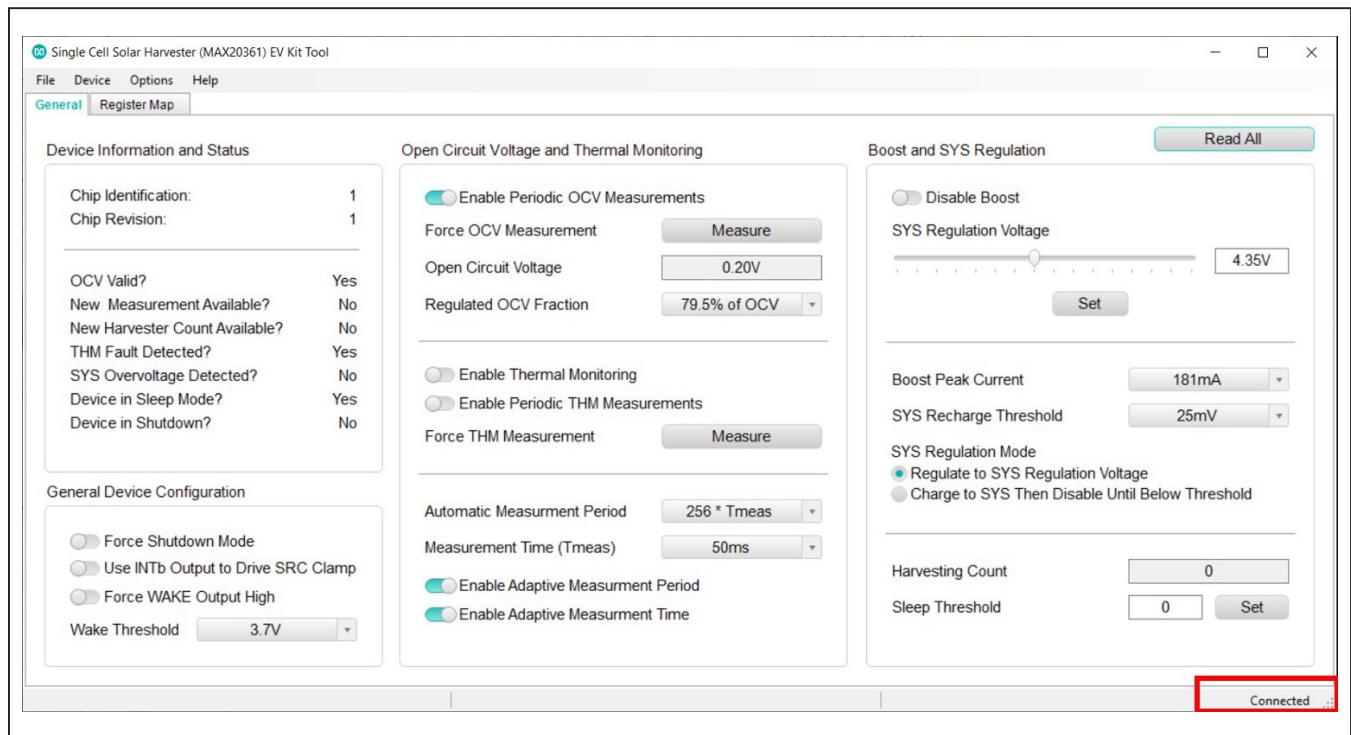 Single Cell Solar Harvester (MAX20361) EV Kit Tool
File Device Options Help
General Register Map
Read All
Device Information and Status
Chip Identification: 1
Chip Revision: 1
OCV Valid? Yes
New Measurement Available? No
New Harvester Count Available? No
THM Fault Detected? Yes
SYS Overvoltage Detected? No
Device in Sleep Mode? Yes
Device in Shutdown? No
General Device Configuration
Force Shutdown Mode
Use INTb Output to Drive SRC Clamp
Force WAKE Output High
Wake Threshold 3.7V
Open Circuit Voltage and Thermal Monitoring
Enable Periodic OCV Measurements
Force OCV Measurement Measure
Open Circuit Voltage 0.20V
Regulated OCV Fraction 79.5% of OCV
Enable Thermal Monitoring
Enable Periodic THM Measurements
Force THM Measurement Measure
Automatic Measurment Period 256 * Tmeas
Measurement Time (Tmeas) 50ms
Enable Adaptive Measurment Period
Enable Adaptive Measurment Time
Boost and SYS Regulation
Disable Boost
SYS Regulation Voltage
4.35V
Set
Boost Peak Current 181mA
SYS Recharge Threshold 25mV
SYS Regulation Mode
Regulate to SYS Regulation Voltage
Charge to SYS Then Disable Until Below Threshold
Harvesting Count 0
Sleep Threshold 0 Set
Connected